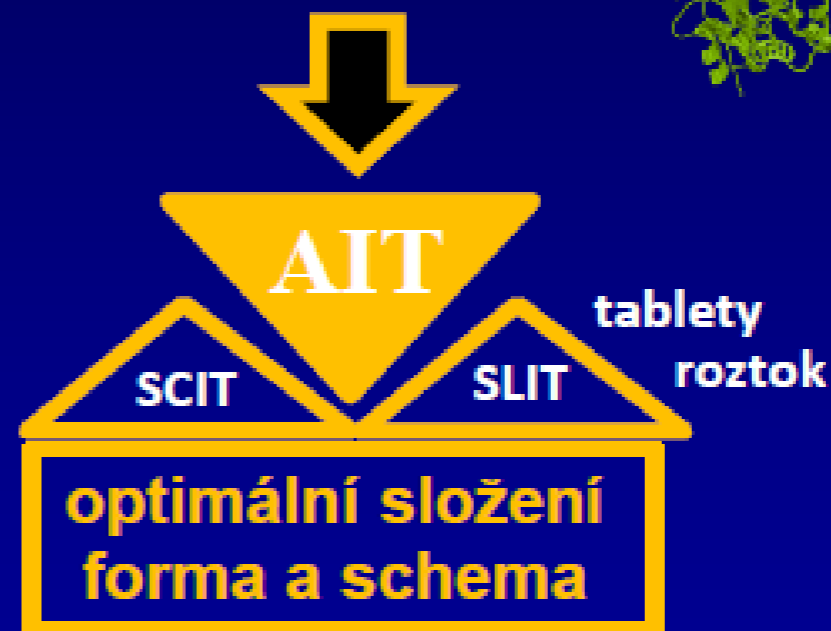 AIT
SCIT
SLIT
tablety
roztok
optimální složení
forma a schema